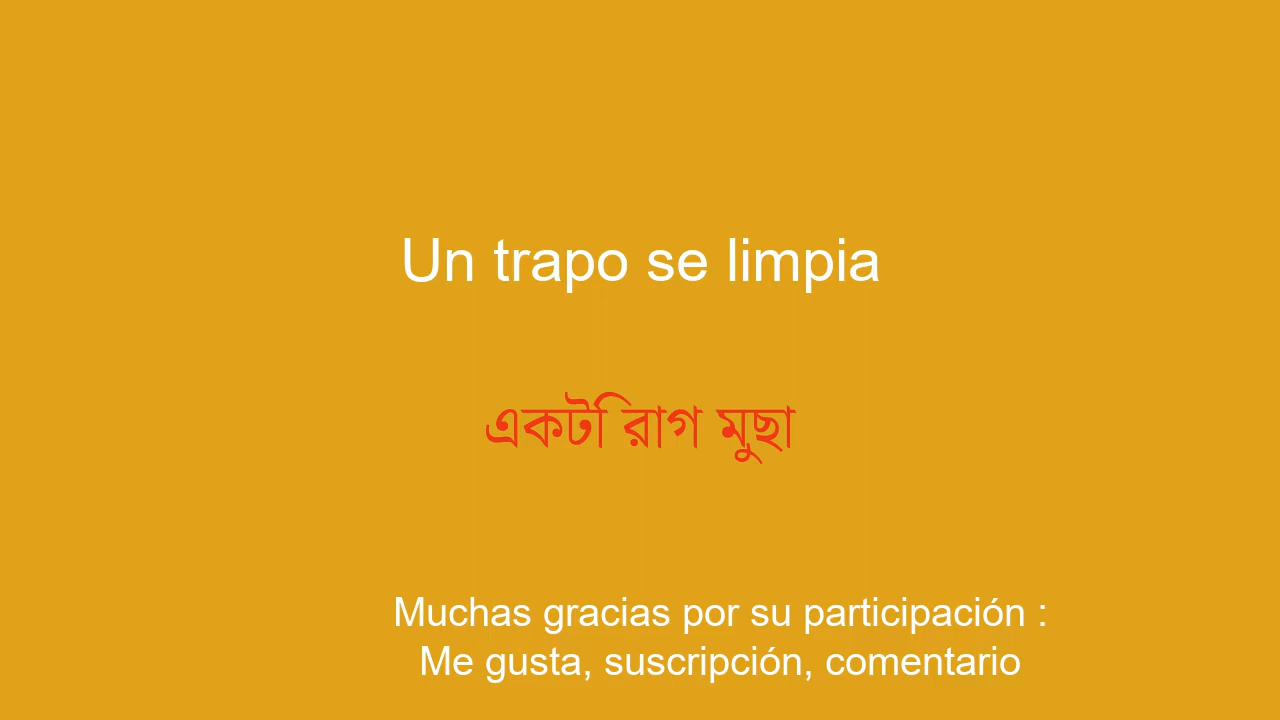 Un trapo se limpia
একটি রাগ মুছা
Muchas gracias por su participación :
Me gusta, suscripción, comentario